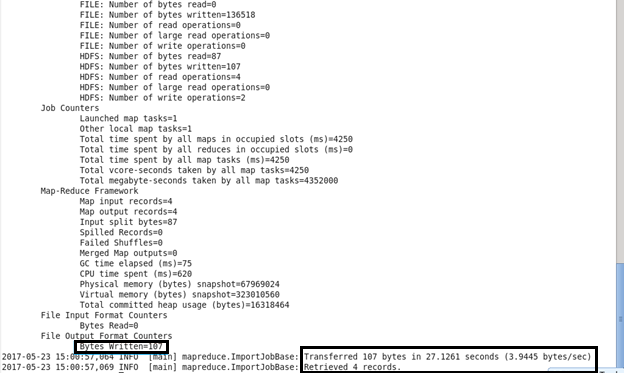 FILE: Number of bytes read=0
FILE: Number of bytes written=136518
FILE: Number of read operations=0
FILE: Number of large read operations=0
FILE: Number of write operations=0
HDFS: Number of bytes read=87
HDFS: Number of bytes written=107
HDFS: Number of read operations=4
HDFS: Number of large read operations=0
HDFS: Number of write operations=2
Job Counters
Launched map tasks=1
Other local map tasks=1
Total time spent by all maps in occupied slots (ms)=4250
Total time spent by all reduces in occupied slots (ms)=0
Total time spent by all map tasks (ms)=4250
Total vcore-seconds taken by all map tasks=4250
Total megabyte-seconds taken by all map tasks=4352000
Map-Reduce Framework
Map input records=4
Map output records=4
Input split bytes=87
Spilled Records=0
Failed Shuffles=0
Merged Map outputs=0
GC time elapsed (ms)=75
CPU time spent (ms)=620
Physical memory (bytes) snapshot=67969024
Virtual memory (bytes) snapshot=323010560
Total committed heap usage (bytes)=16318464
File Input Format Counters
Bytes Read=0
File Output Format Counters
Bytes Written=107
2017-05-23 15:00:57,064 INFO [main] mapreduce.ImportJobBase: Transferred 107 bytes in 27.1261 seconds (3.9445 bytes/sec)
2017-05-23 15:00:57,069 INFO [main] mapreduce.ImportJobBase: Retrieved 4 records.